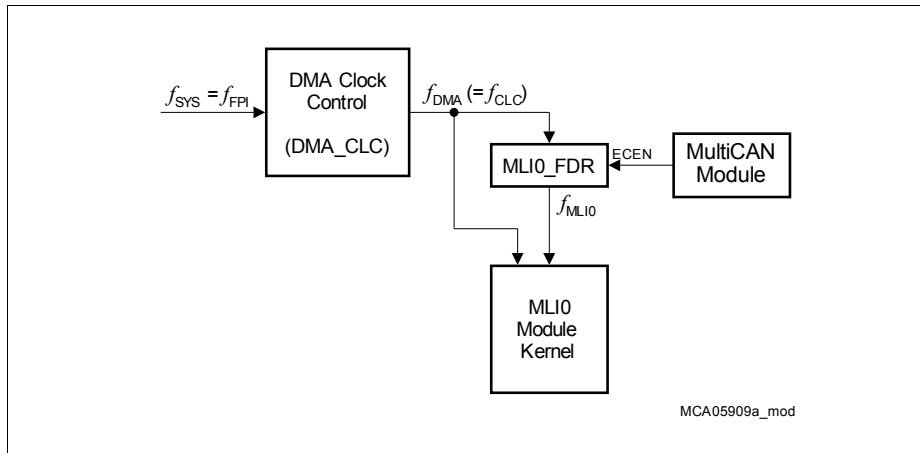 DMA Clock
Control
(DMA_CLC)
fSYS = fFPI
fDMA (= fCLC)
MLI0_FDR
ECEN
MultiCAN
Module
fMLI0
MLI0
Module
Kernel
MCA05909a_mod